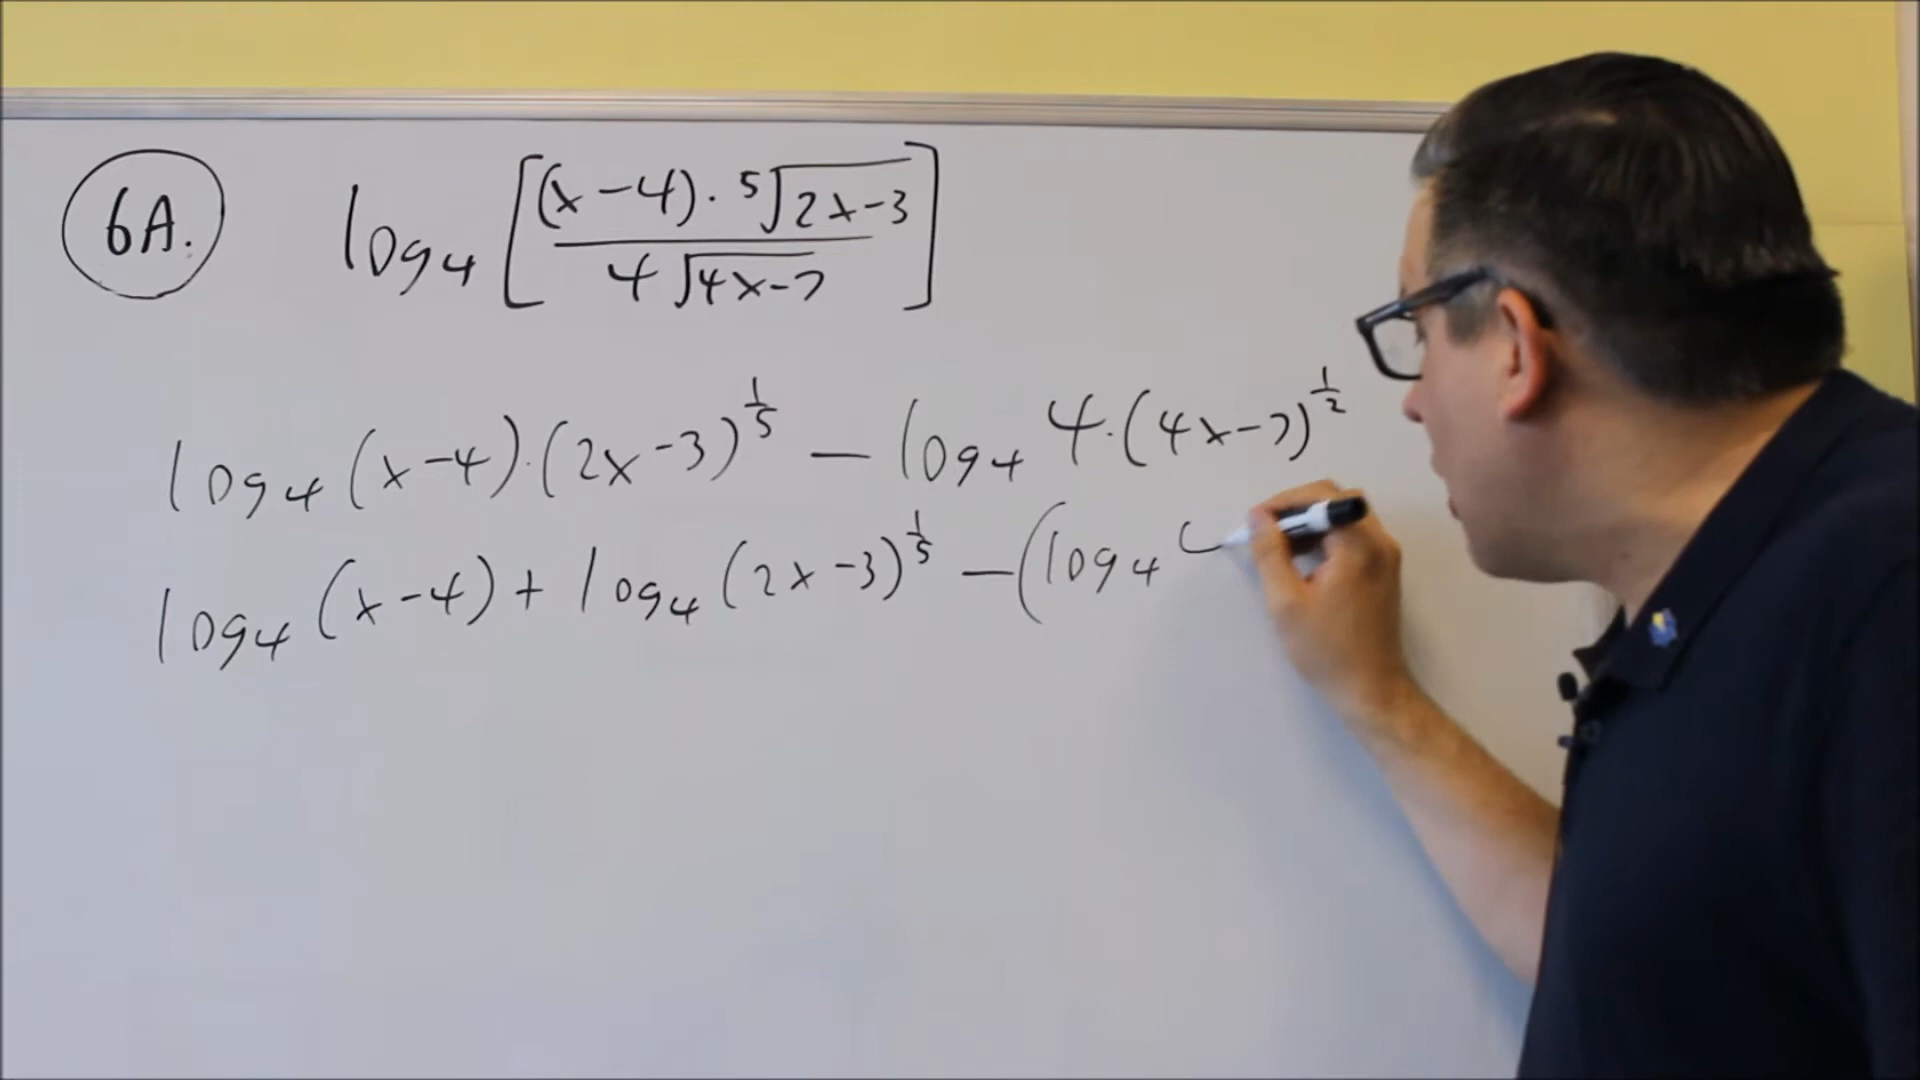 6A.
log₄ [(x-4)·⁵√2x-3 / 4√4x-7]
log₄(x-4)·(2x-3)^1/5 - log₄ 4·(4x-7)^1/2
log₄(x-4) + log₄(2x-3)^1/5 - (log₄